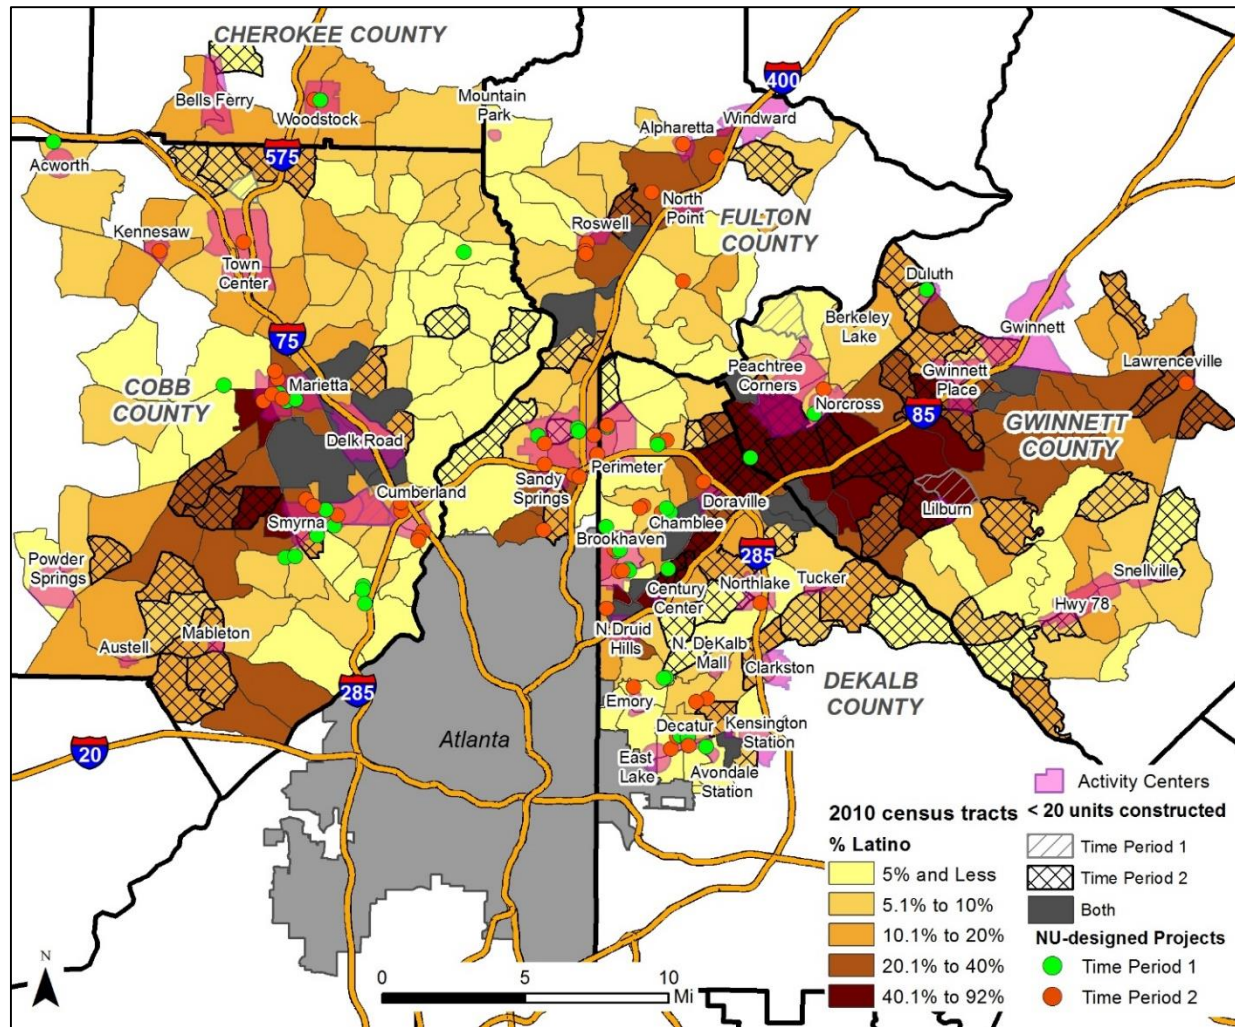 CHEROKEE COUNTY
400
Bells Ferry
Mountain
Park
Windward
Woodstock
Alpharetta
575
Acworth
North
Point
FULTON
COUNTY
Kennesaw
Roswell
Town
Center
Duluth
Berkeley
Lake
Gwinnett
75
Lawrenceville
Peachtree
Corners
Gwinnett
Place
COBB
COUNTY
Marietta
Norcross
85
GWINNETT
COUNTY
Delk Road
Perimeter
Sandy
Springs
Cumberland
Doraville
Lilburn
Smyrna
Chamblee
Brookhaven
Powder
Springs
285
Century
Center
Northlake
Tucker
Snellville
Hwy 78
Austell
Mableton
N.Druid
Hills
N. DeKalb
Mall
Clarkston
285
DEKALB
COUNTY
Emory
20
Atlanta
Decatur
Kensington
Station
East
Lake
Avondale
Station
Activity Centers
2010 census tracts
% Latino
5% and Less
5.1% to 10%
10.1% to 20%
20.1% to 40%
40.1% to 92%
< 20 units constructed
Time Period 1
Time Period 2
Both
NU-designed Projects
Time Period 1
Time Period 2
N
0 5 10
Mi